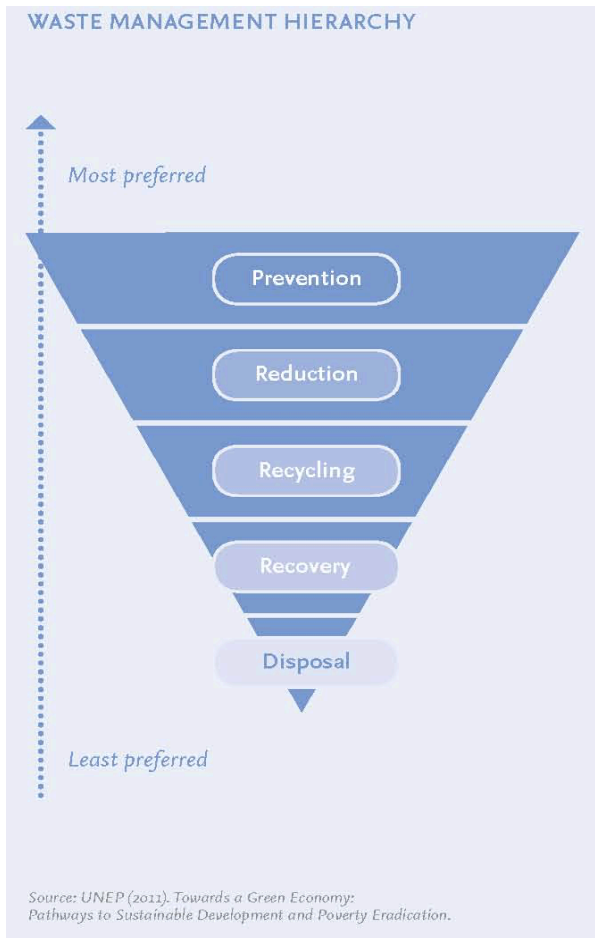 WASTE MANAGEMENT HIERARCHY
Most preferred
Prevention
Reduction
Recycling
Recovery
Disposal
Least preferred
Source: UNEP (2011). Towards a Green Economy:
Pathways to Sustainable Development and Poverty Eradication.